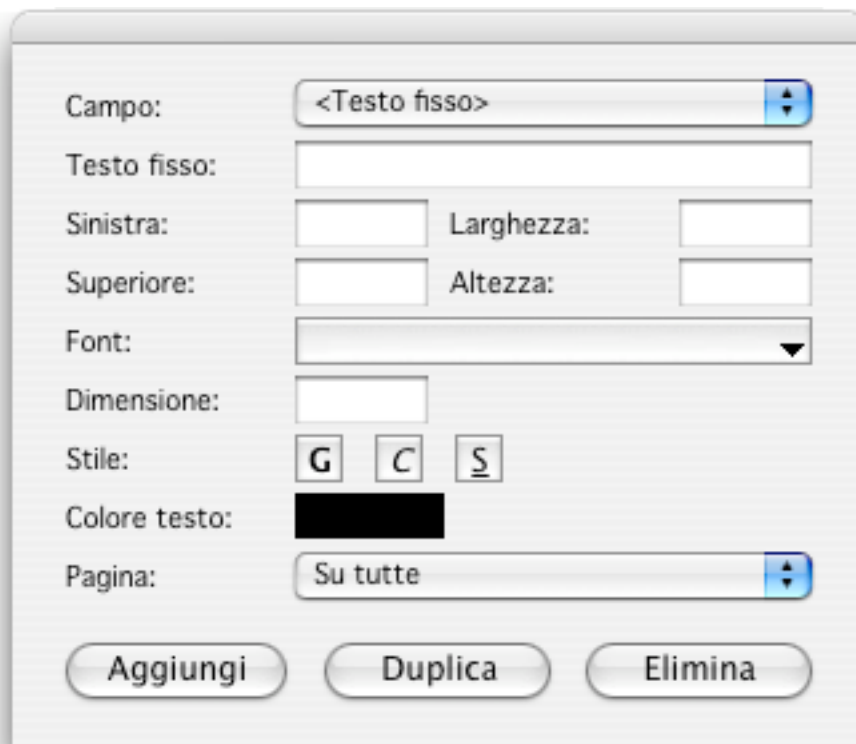 Campo: <Testo fisso>
Testo fisso:
Sinistra: Larghezza:
Superiore: Altezza:
Font:
Dimensione:
Stile: G C S
Colore testo:
Pagina: Su tutte
Aggiungi Duplica Elimina